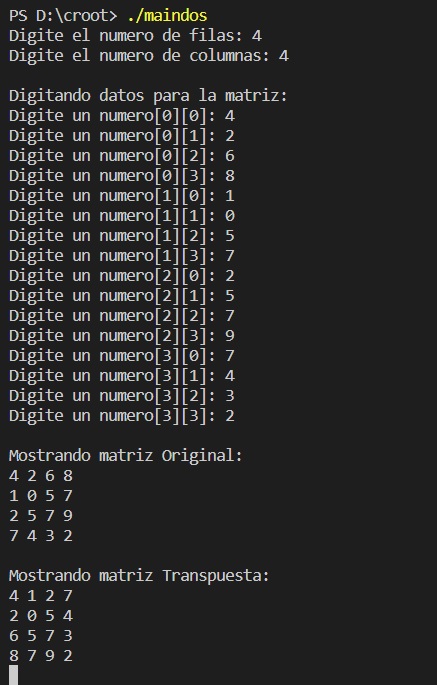 PS D:\croot> ./maindos
Digite el numero de filas: 4
Digite el numero de columnas: 4
Digitando datos para la matriz:
Digite un numero[0][0]: 4
Digite un numero[0][1]: 2
Digite un numero[0][2]: 6
Digite un numero[0][3]: 8
Digite un numero[1][0]: 1
Digite un numero[1][1]: 0
Digite un numero[1][2]: 5
Digite un numero[1][3]: 7
Digite un numero[2][0]: 2
Digite un numero[2][1]: 5
Digite un numero[2][2]: 7
Digite un numero[2][3]: 9
Digite un numero[3][0]: 7
Digite un numero[3][1]: 4
Digite un numero[3][2]: 3
Digite un numero[3][3]: 2
Mostrando matriz Original:
4 2 6 8
1 0 5 7
2 5 7 9
7 4 3 2
Mostrando matriz Transpuesta:
4 1 2 7
2 0 5 4
6 5 7 3
8 7 9 2